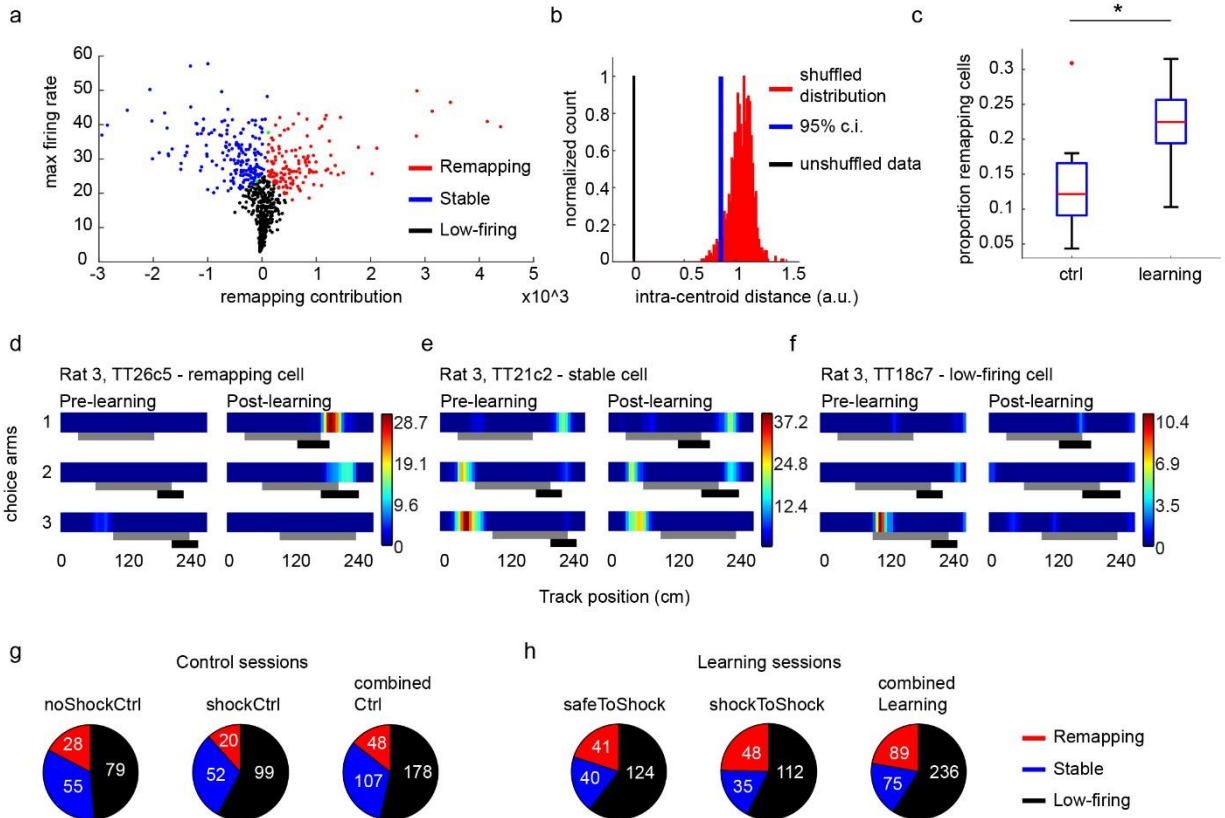 a
max firing rate
60
50
40
30
20
10
0
-3
-2
-1
0
1
2
3
4
5
remapping contribution
x10^3
Remapping
Stable
Low-firing
b
normalized count
1
0.8
0.6
0.4
0.2
0
0
0.5
1
1.5
intra-centroid distance (a.u.)
shuffled
distribution
95% c.i.
unshuffled data
c
*
proportion remapping cells
0.3
0.25
0.2
0.15
0.1
0.05
ctrl
learning
d
Rat 3, TT26c5 - remapping cell
Pre-learning
Post-learning
choice arms
1
2
3
28.7
19.1
9.6
0
0
120
240
0
120
240
e
Rat 3, TT21c2 - stable cell
Pre-learning
Post-learning
37.2
24.8
12.4
0
120
240
0
120
240
f
Rat 3, TT18c7 - low-firing cell
Pre-learning
Post-learning
10.4
6.9
3.5
0
0
120
240
0
120
240
Track position (cm)
g
Control sessions
noShockCtrl
28
79
55
shockCtrl
20
99
52
combined
Ctrl
48
178
107
h
Learning sessions
safeToShock
41
124
40
shockToShock
48
112
35
combined
Learning
89
236
75
Remapping
Stable
Low-firing